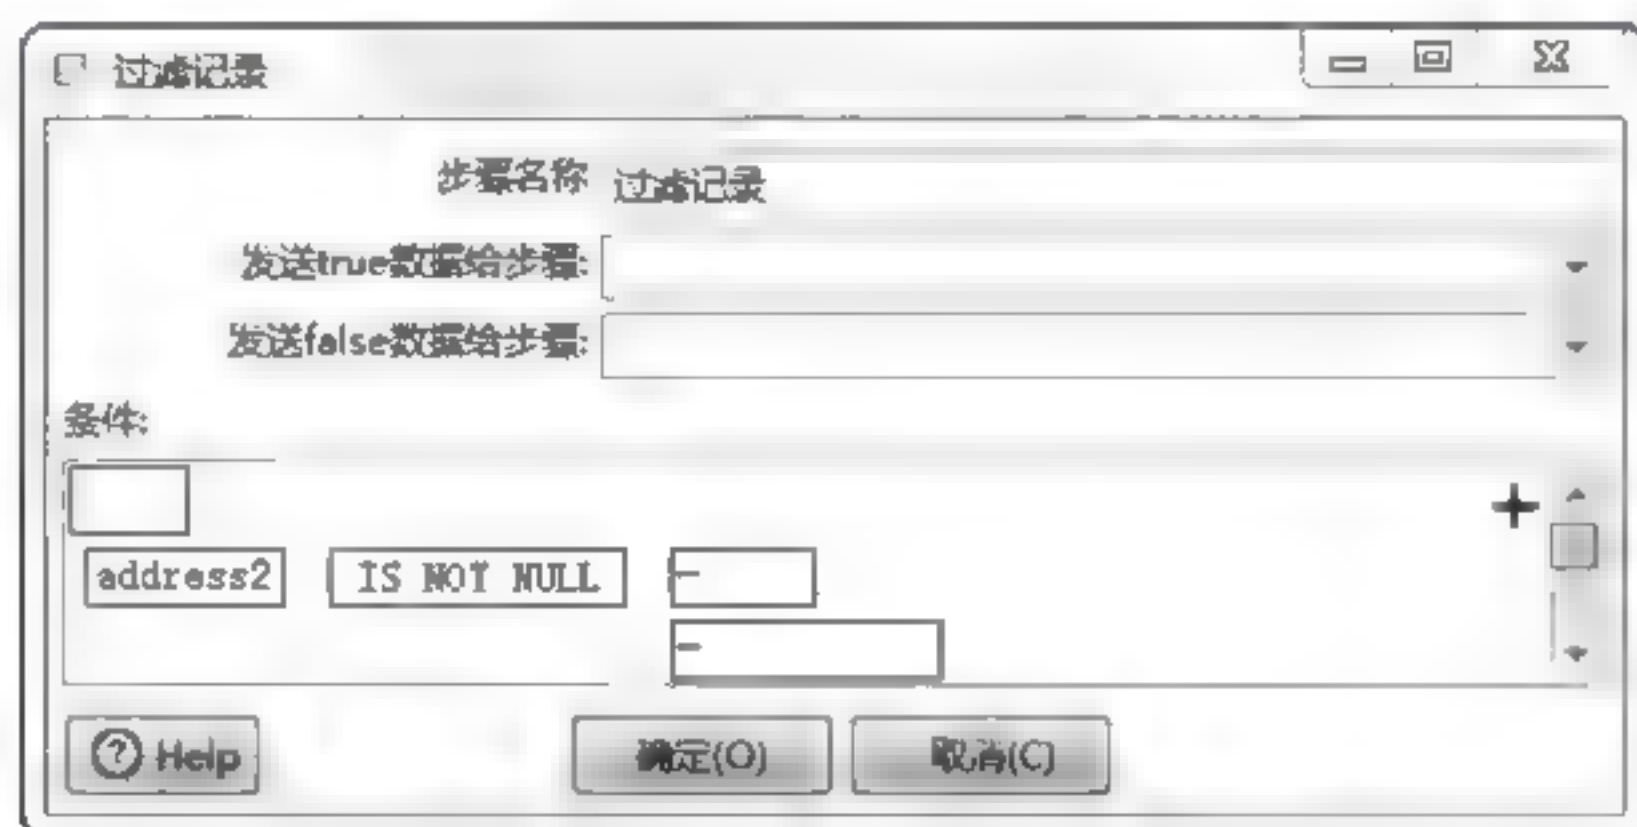 过滤记录
步骤名称 过滤记录
发送true数据给步骤:
发送false数据给步骤:
条件:
address2 IS NOT NULL -
-
Help 确定(O) 取消(C)